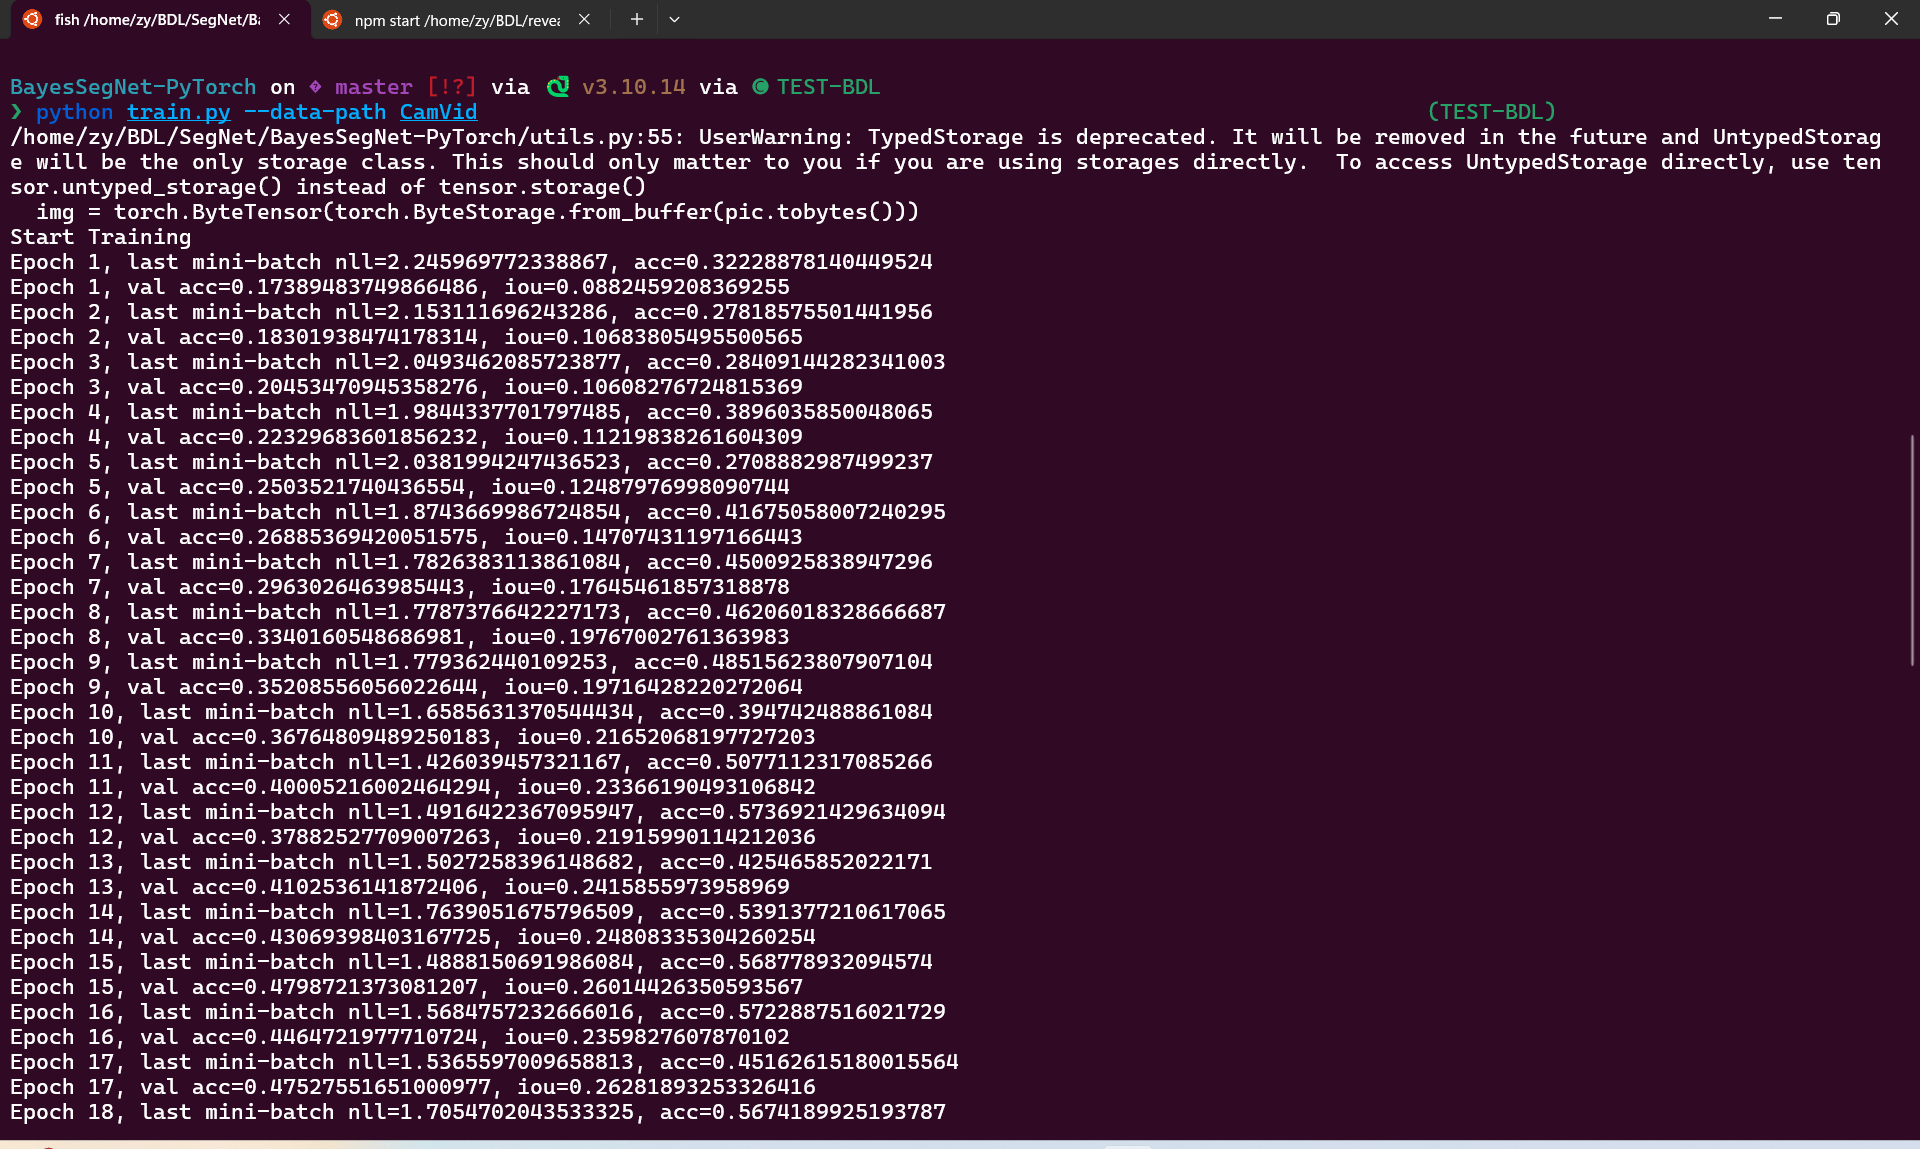 fish /home/zy/BDL/SegNet/Ba
npm start /home/zy/BDL/revea
BayesSegNet-PyTorch on master [!?] via v3.10.14 via TEST-BDL
❯ python train.py --data-path CamVid (TEST-BDL)
/home/zy/BDL/SegNet/BayesSegNet-PyTorch/utils.py:55: UserWarning: TypedStorage is deprecated. It will be removed in the future and UntypedStorag
e will be the only storage class. This should only matter to you if you are using storages directly.  To access UntypedStorage directly, use ten
sor.untyped_storage() instead of tensor.storage()
  img = torch.ByteTensor(torch.ByteStorage.from_buffer(pic.tobytes()))
Start Training
Epoch 1, last mini-batch nll=2.245969772338867, acc=0.32228878140449524
Epoch 1, val acc=0.17389483749866486, iou=0.0882459208369255
Epoch 2, last mini-batch nll=2.153111696243286, acc=0.27818575501441956
Epoch 2, val acc=0.18301938474178314, iou=0.10683805495500565
Epoch 3, last mini-batch nll=2.0493462085723877, acc=0.28409144282341003
Epoch 3, val acc=0.20453470945358276, iou=0.10608276724815369
Epoch 4, last mini-batch nll=1.9844337701797485, acc=0.3896035850048065
Epoch 4, val acc=0.22329683601856232, iou=0.11219838261604309
Epoch 5, last mini-batch nll=2.0381994247436523, acc=0.2708882987499237
Epoch 5, val acc=0.2503521740436554, iou=0.12487976998090744
Epoch 6, last mini-batch nll=1.8743669986724854, acc=0.41675058007240295
Epoch 6, val acc=0.26885369420051575, iou=0.14707431197166443
Epoch 7, last mini-batch nll=1.7826383113861084, acc=0.4500925838947296
Epoch 7, val acc=0.2963026463985443, iou=0.17645461857318878
Epoch 8, last mini-batch nll=1.7787376642227173, acc=0.46206018328666687
Epoch 8, val acc=0.3340160548686981, iou=0.19767002761363983
Epoch 9, last mini-batch nll=1.779362440109253, acc=0.48515623807907104
Epoch 9, val acc=0.35208556056022644, iou=0.19716428220272064
Epoch 10, last mini-batch nll=1.6585631370544434, acc=0.394742488861084
Epoch 10, val acc=0.36764809489250183, iou=0.21652068197727203
Epoch 11, last mini-batch nll=1.426039457321167, acc=0.5077112317085266
Epoch 11, val acc=0.40005216002464294, iou=0.23366190493106842
Epoch 12, last mini-batch nll=1.4916422367095947, acc=0.5736921429634094
Epoch 12, val acc=0.37882527709007263, iou=0.21915990114212036
Epoch 13, last mini-batch nll=1.5027258396148682, acc=0.425465852022171
Epoch 13, val acc=0.4102536141872406, iou=0.2415855973958969
Epoch 14, last mini-batch nll=1.7639051675796509, acc=0.5391377210617065
Epoch 14, val acc=0.43069398403167725, iou=0.24808335304260254
Epoch 15, last mini-batch nll=1.4888150691986084, acc=0.568778932094574
Epoch 15, val acc=0.4798721373081207, iou=0.26014426350593567
Epoch 16, last mini-batch nll=1.5684757232666016, acc=0.5722887516021729
Epoch 16, val acc=0.4464721977710724, iou=0.2359827607870102
Epoch 17, last mini-batch nll=1.5365597009658813, acc=0.45162615180015564
Epoch 17, val acc=0.47527551651000977, iou=0.26281893253326416
Epoch 18, last mini-batch nll=1.7054702043533325, acc=0.5674189925193787